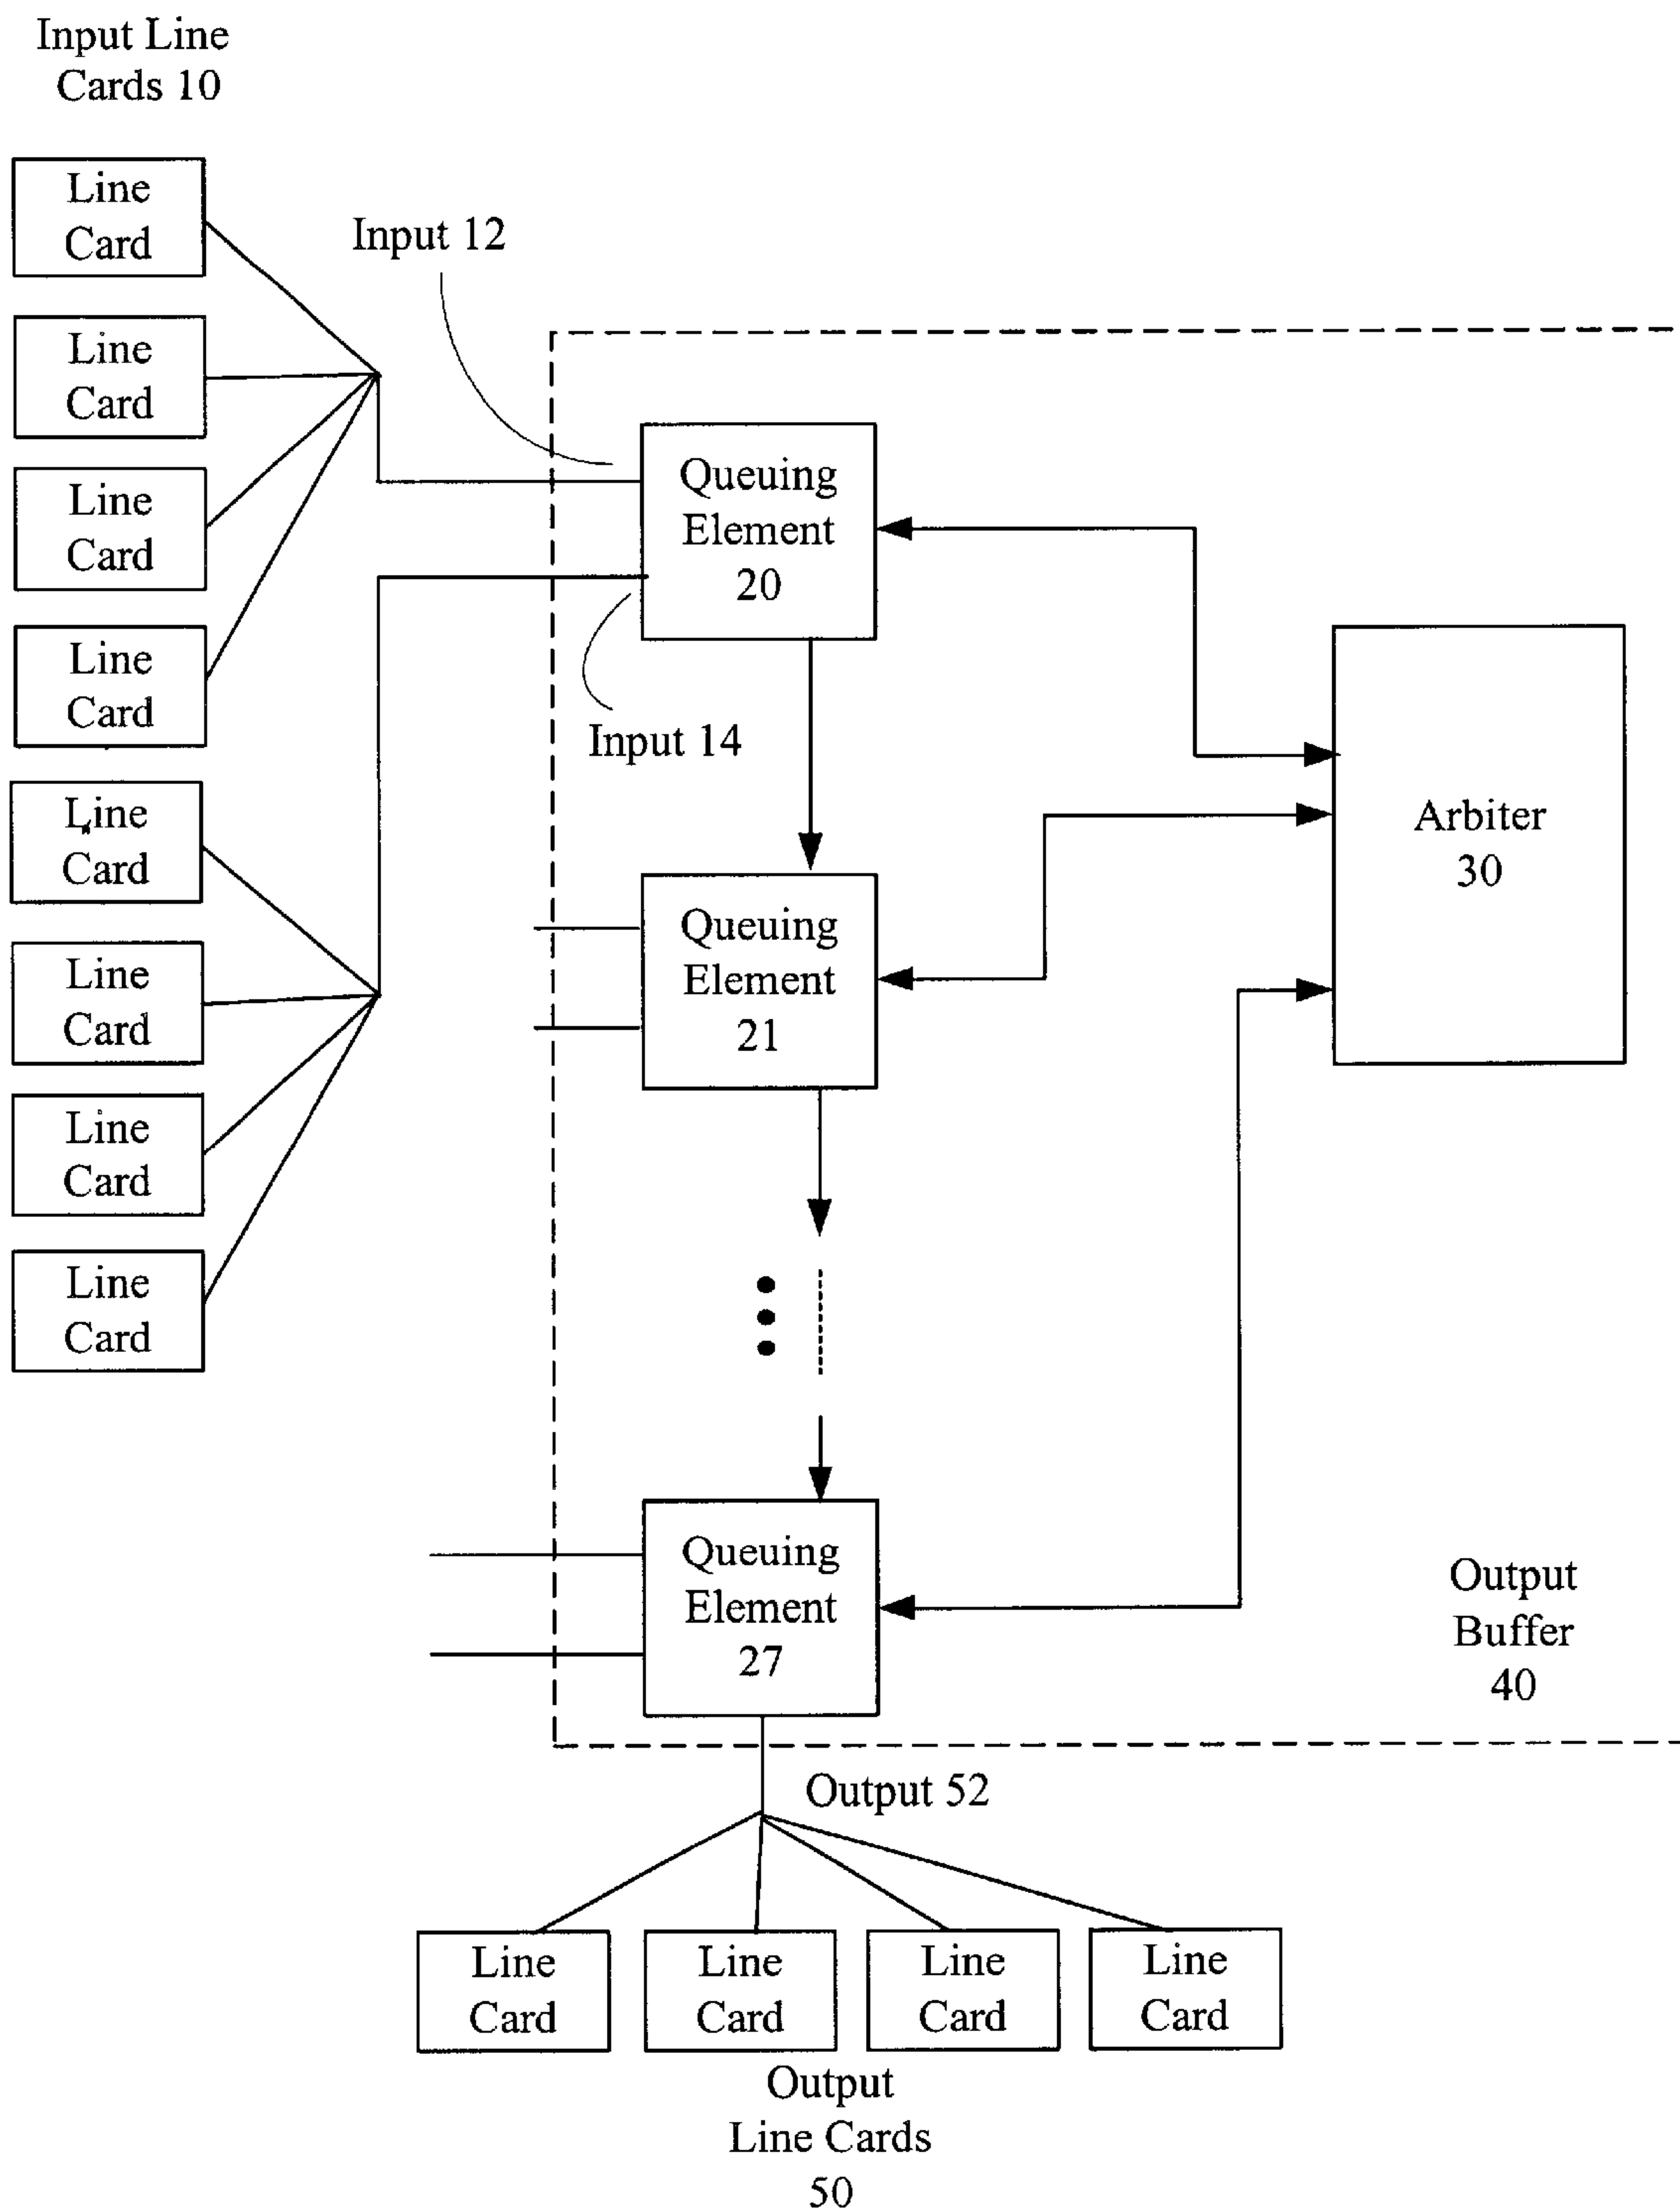 Input Line
Cards 10
Line
Card
Input 12
Line
Card
Line
Card
Line
Card
Line
Card
Line
Card
Line
Card
Line
Card
Queuing
Element
20
Input 14
Arbiter
30
Queuing
Element
21
Queuing
Element
27
Output
Buffer
40
Output 52
Line
Card
Line
Card
Line
Card
Line
Card
Output
Line Cards
50